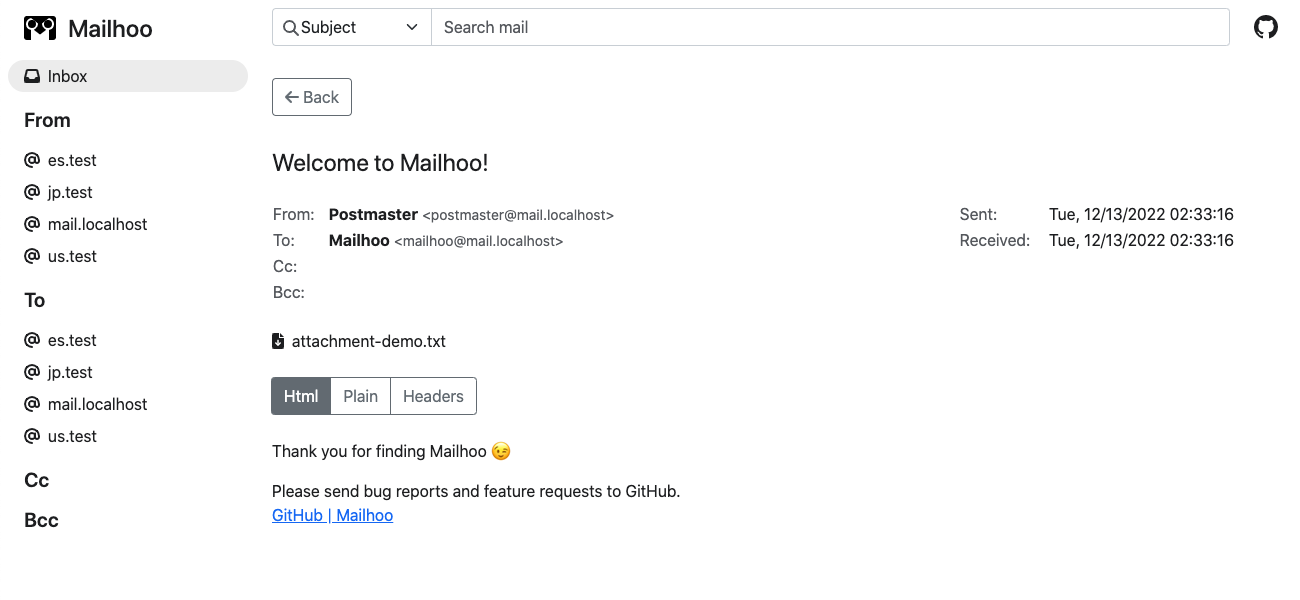 Mailhoo
Subject
Search mail
Inbox
From
es.test
jp.test
mail.localhost
us.test
To
es.test
jp.test
mail.localhost
us.test
Cc
Bcc
Back
Welcome to Mailhoo!
From: Postmaster <postmaster@mail.localhost>
To: Mailhoo <mailhoo@mail.localhost>
Cc:
Bcc:
Sent: Tue, 12/13/2022 02:33:16
Received: Tue, 12/13/2022 02:33:16
attachment-demo.txt
Html Plain Headers
Thank you for finding Mailhoo 😉
Please send bug reports and feature requests to GitHub.
GitHub | Mailhoo